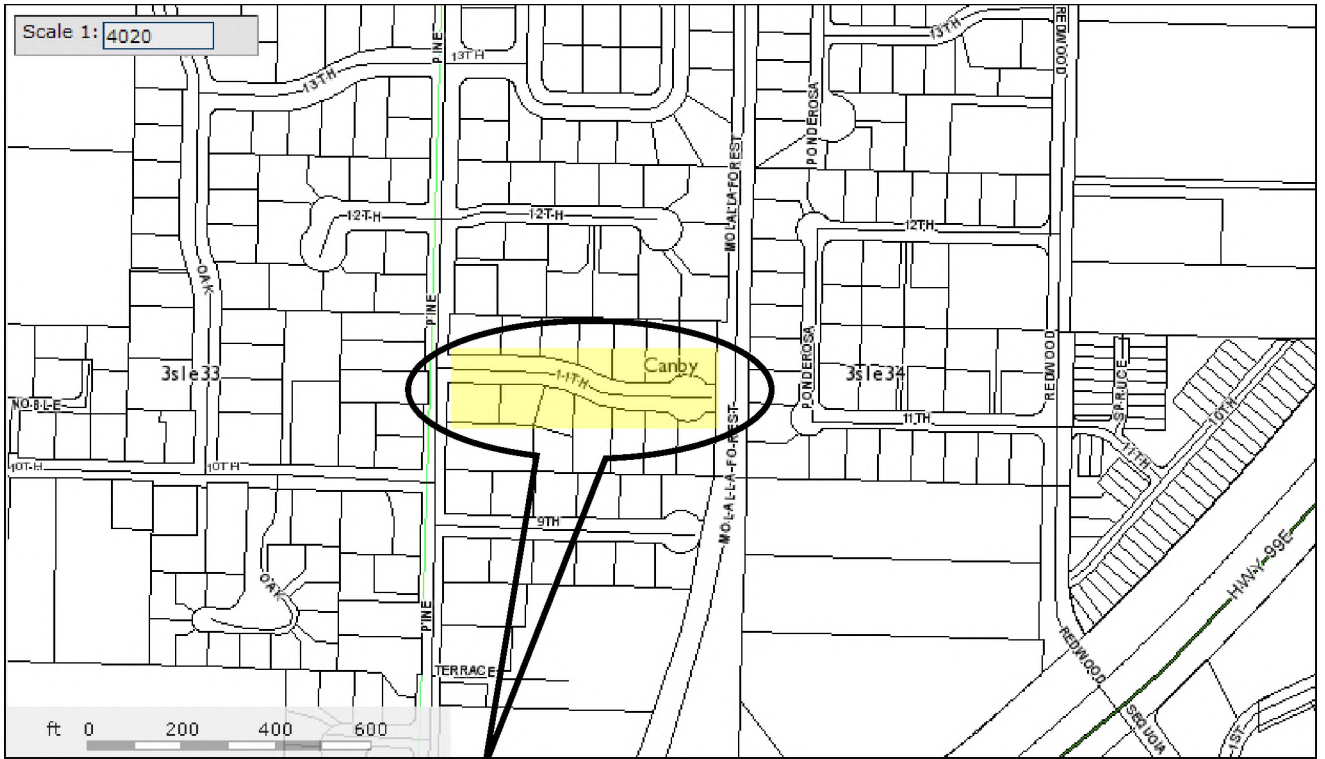 Scale 1: 4020
PINE
REDWOOD
13TH
13TH
13TH
PONDEROSA
MOLALLA-FOREST
12TH
12TH
12TH
OAK
PINE
REDWOOD
PONDEROSA
3s1e33
Canby
3s1e34
11TH
SPRUCE
NOBLE
11TH
10TH
11TH
10TH
10TH
MOLALLA-FOREST
9TH
HWY 99E
OAK
PINE
REDWOOD
TERRACE
SEQUOIA
1ST
ft 0 200 400 600